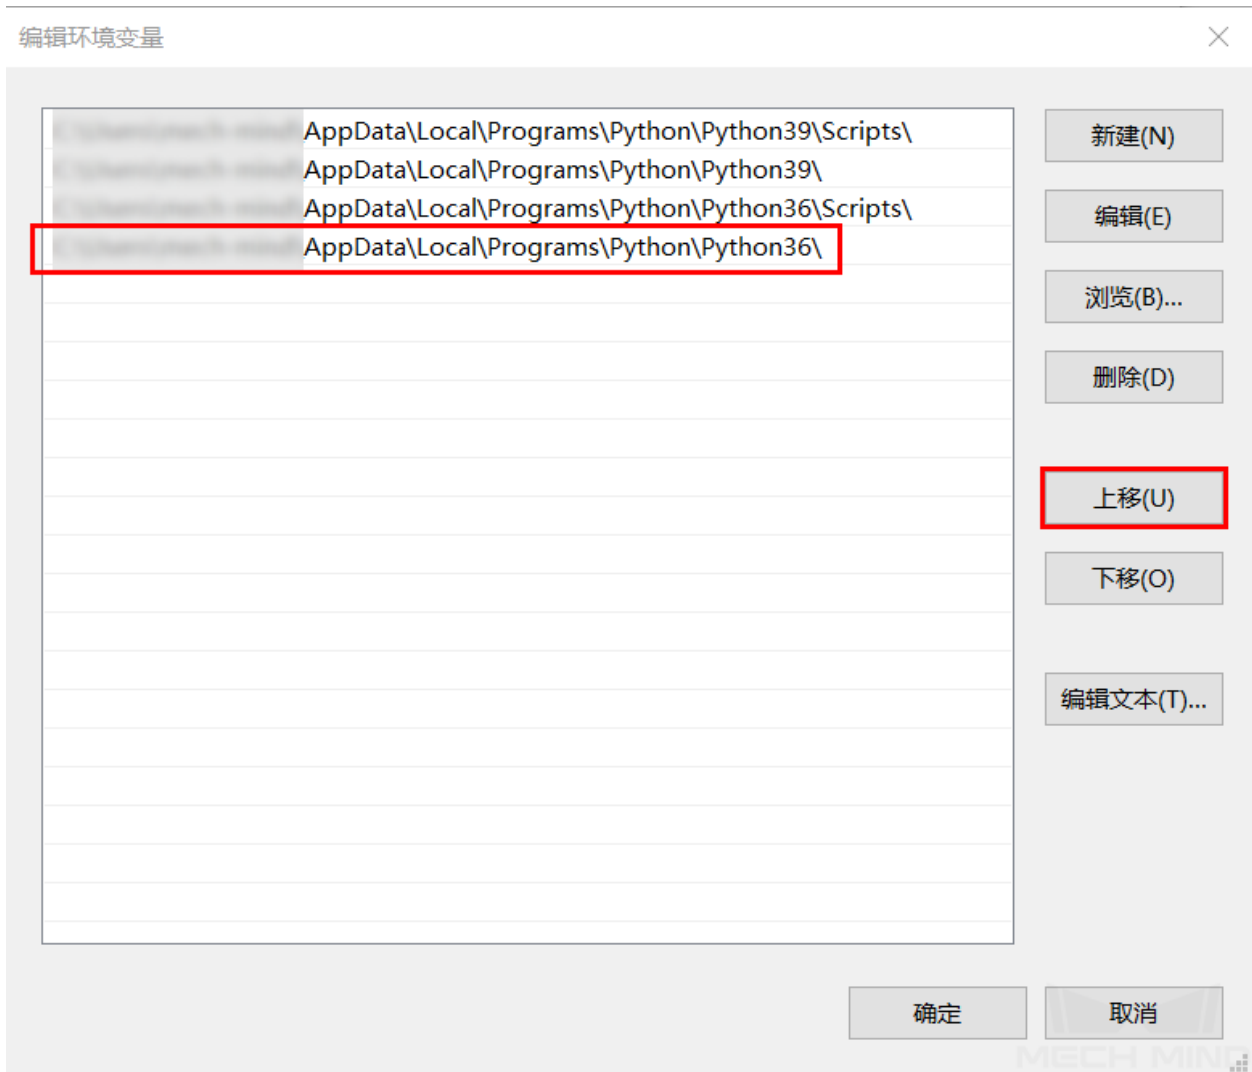 编辑环境变量
AppData\Local\Programs\Python\Python39\Scripts\
AppData\Local\Programs\Python\Python39\
AppData\Local\Programs\Python\Python36\Scripts\
AppData\Local\Programs\Python\Python36\
新建(N)
编辑(E)
浏览(B)...
删除(D)
上移(U)
下移(O)
编辑文本(T)...
确定
取消
MECH MIND